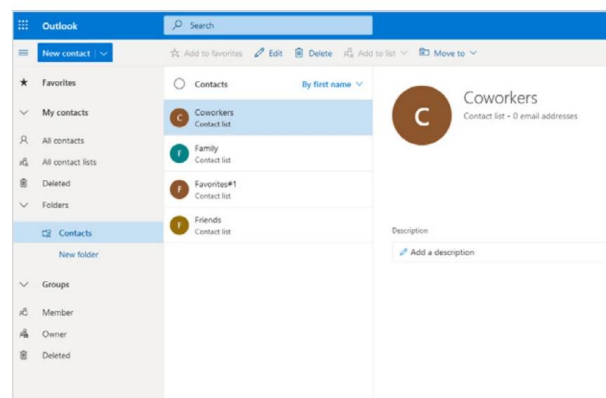 Outlook
Search
New contact
Add to favorites Edit Delete Add to list Move to
Favorites
My contacts
All contacts
All contact lists
Deleted
Folders
Contacts
New folder
Groups
Member
Owner
Deleted
Contacts By first name
C Coworkers
Contact list
F Family
Contact list
F Favorites#1
Contact list
F Friends
Contact list
C
Coworkers
Contact list • 0 email addresses
Description
Add a description